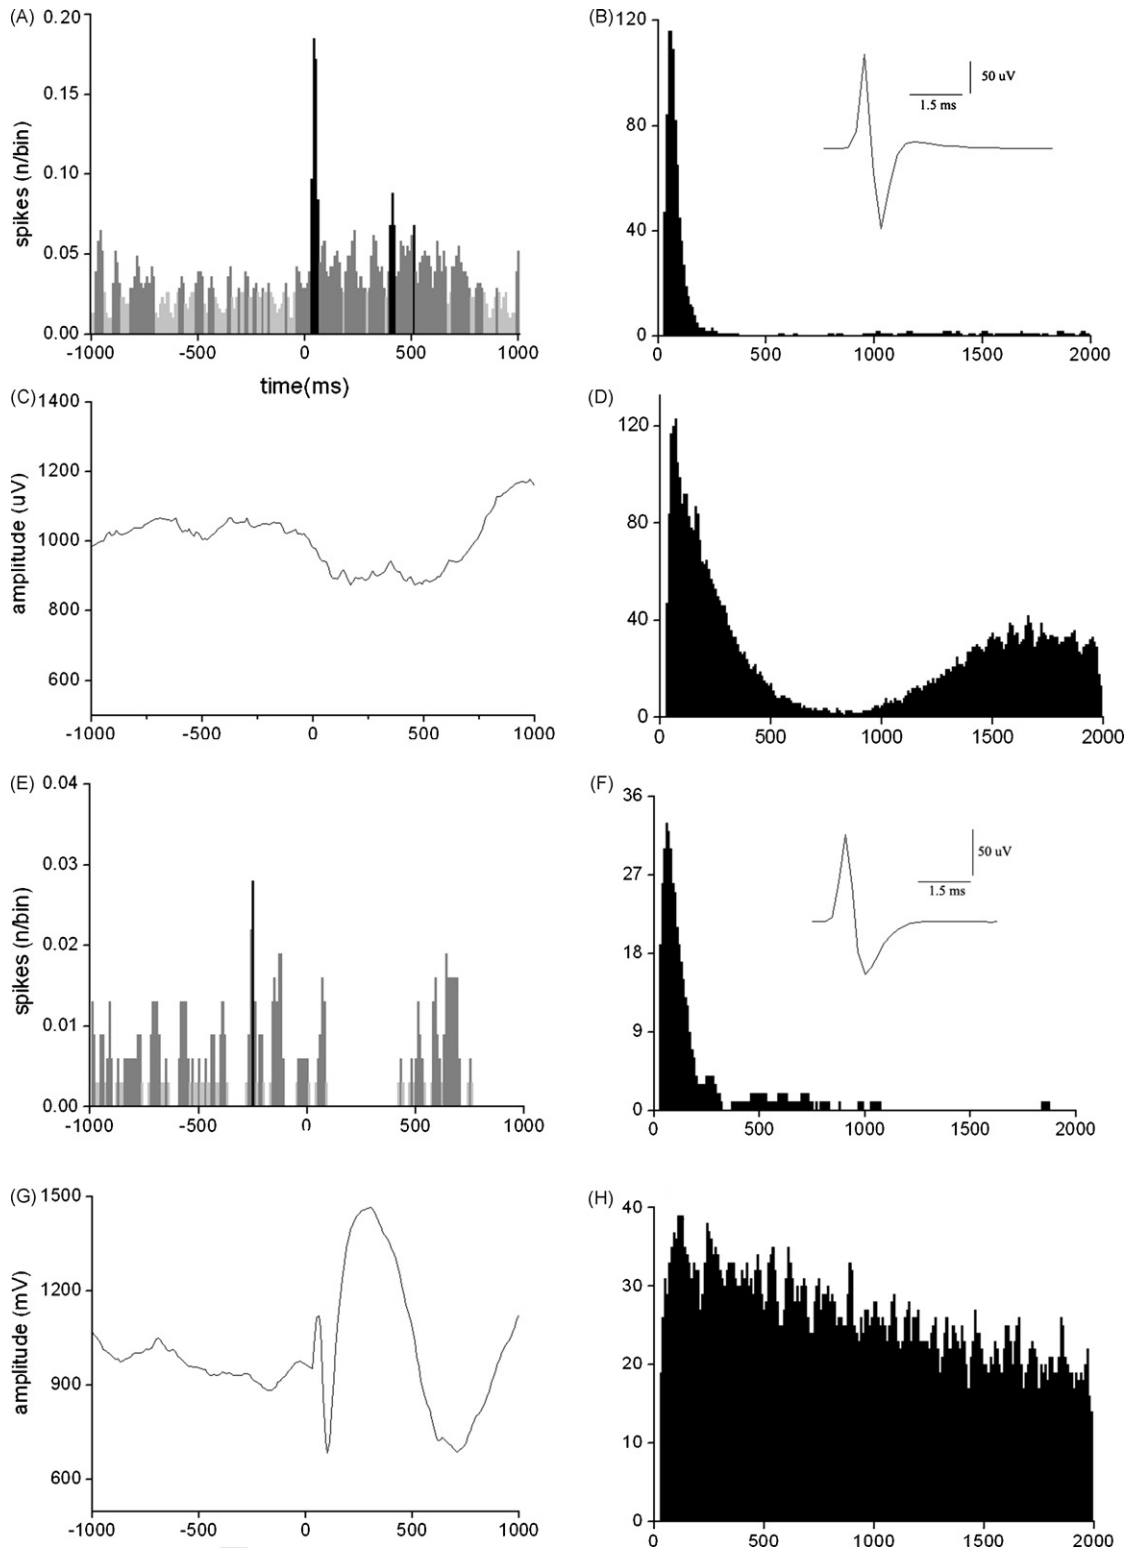 (A)
0.20
0.15
0.10
0.05
0.00
spikes (n/bin)
-1000 -500 0 500 1000
time(ms)
(B)
120
80
40
0
50 uV
1.5 ms
0 500 1000 1500 2000
(C)
1400
1200
1000
800
600
amplitude (uV)
-1000 -500 0 500 1000
(D)
120
80
40
0
0 500 1000 1500 2000
(E)
0.04
0.03
0.02
0.01
0.00
spikes (n/bin)
-1000 -500 0 500 1000
(F)
36
27
18
9
0
50 uV
1.5 ms
0 500 1000 1500 2000
(G)
1500
1200
900
600
amplitude (mV)
-1000 -500 0 500 1000
(H)
40
30
20
10
0
0 500 1000 1500 2000